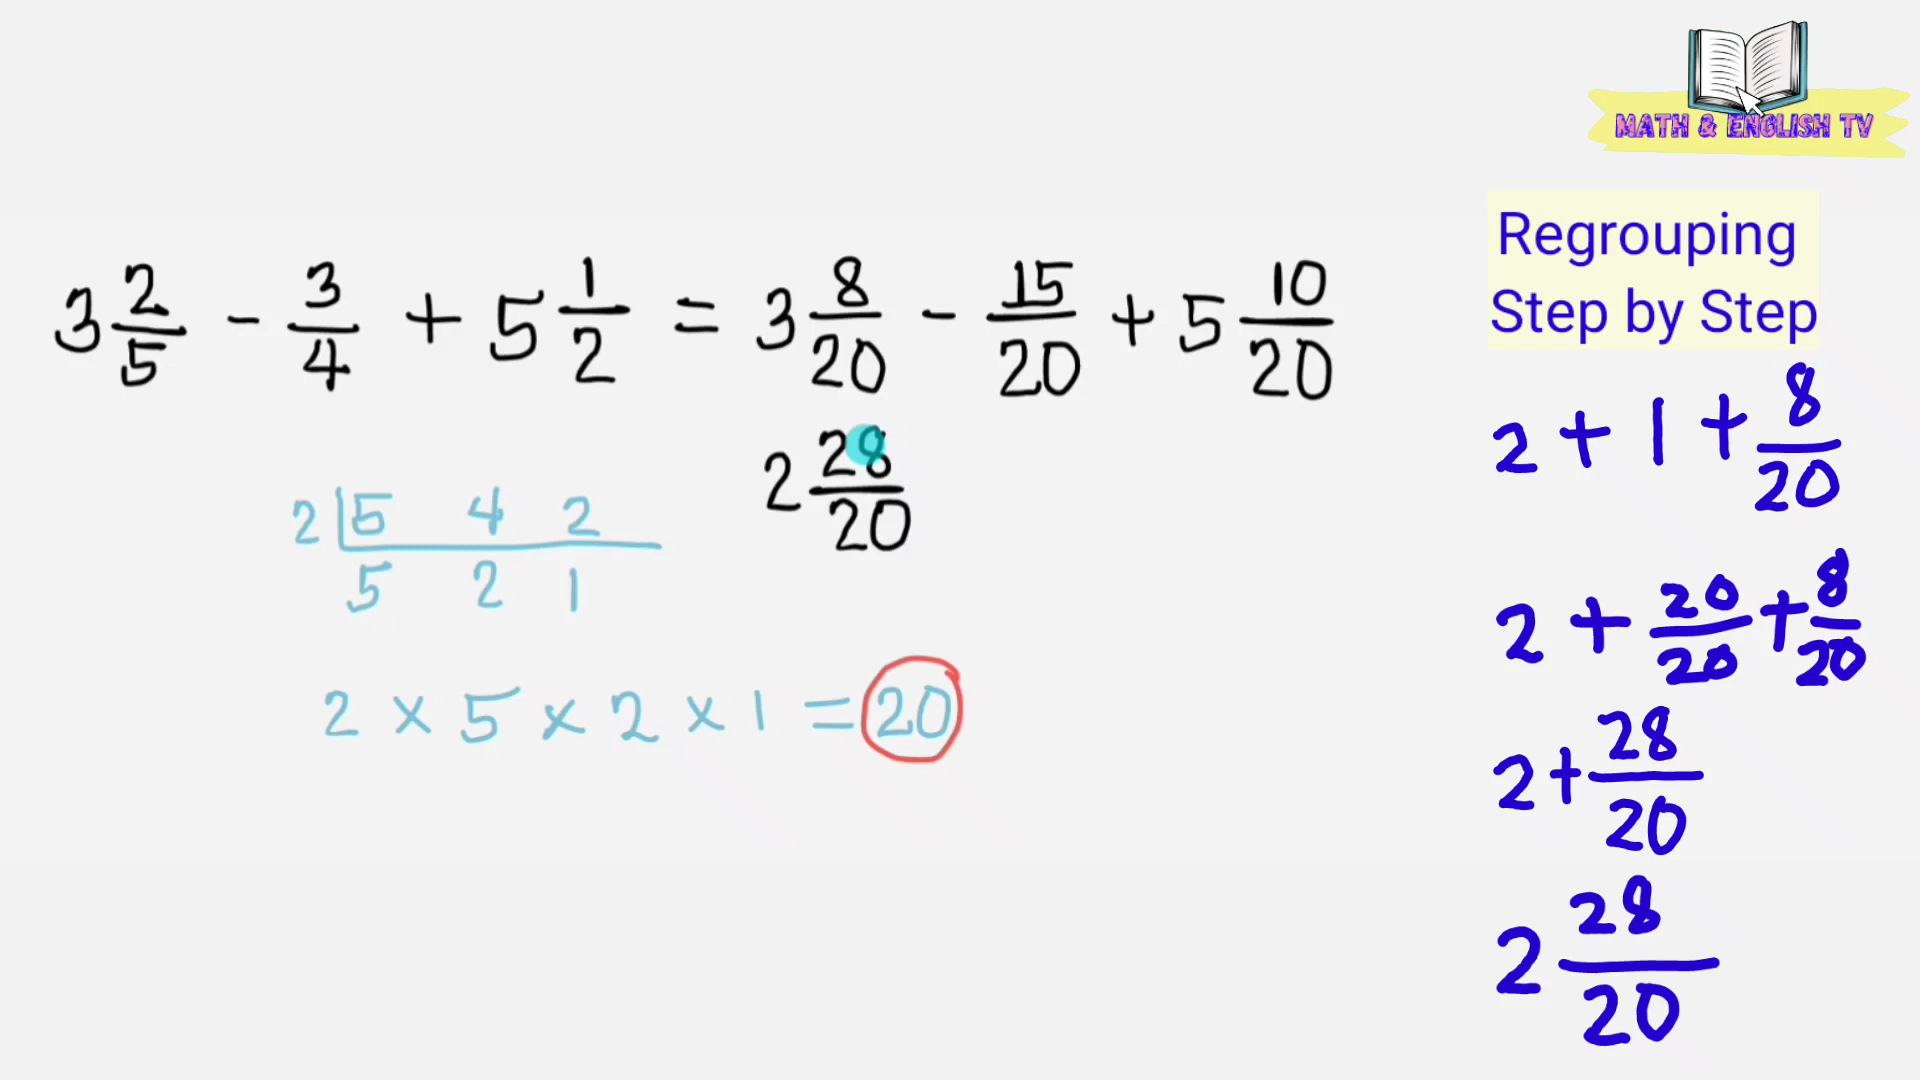 MATH & ENGLISH TV
Regrouping
Step by Step
3 2/5 - 3/4 + 5 1/2 = 3 8/20 - 15/20 + 5 10/20
2 28/20
2 | 5 4 2
5 2 1
2 × 5 × 2 × 1 = 20
2 + 1 + 8/20
2 + 20/20 + 8/20
2 + 28/20
2 28/20